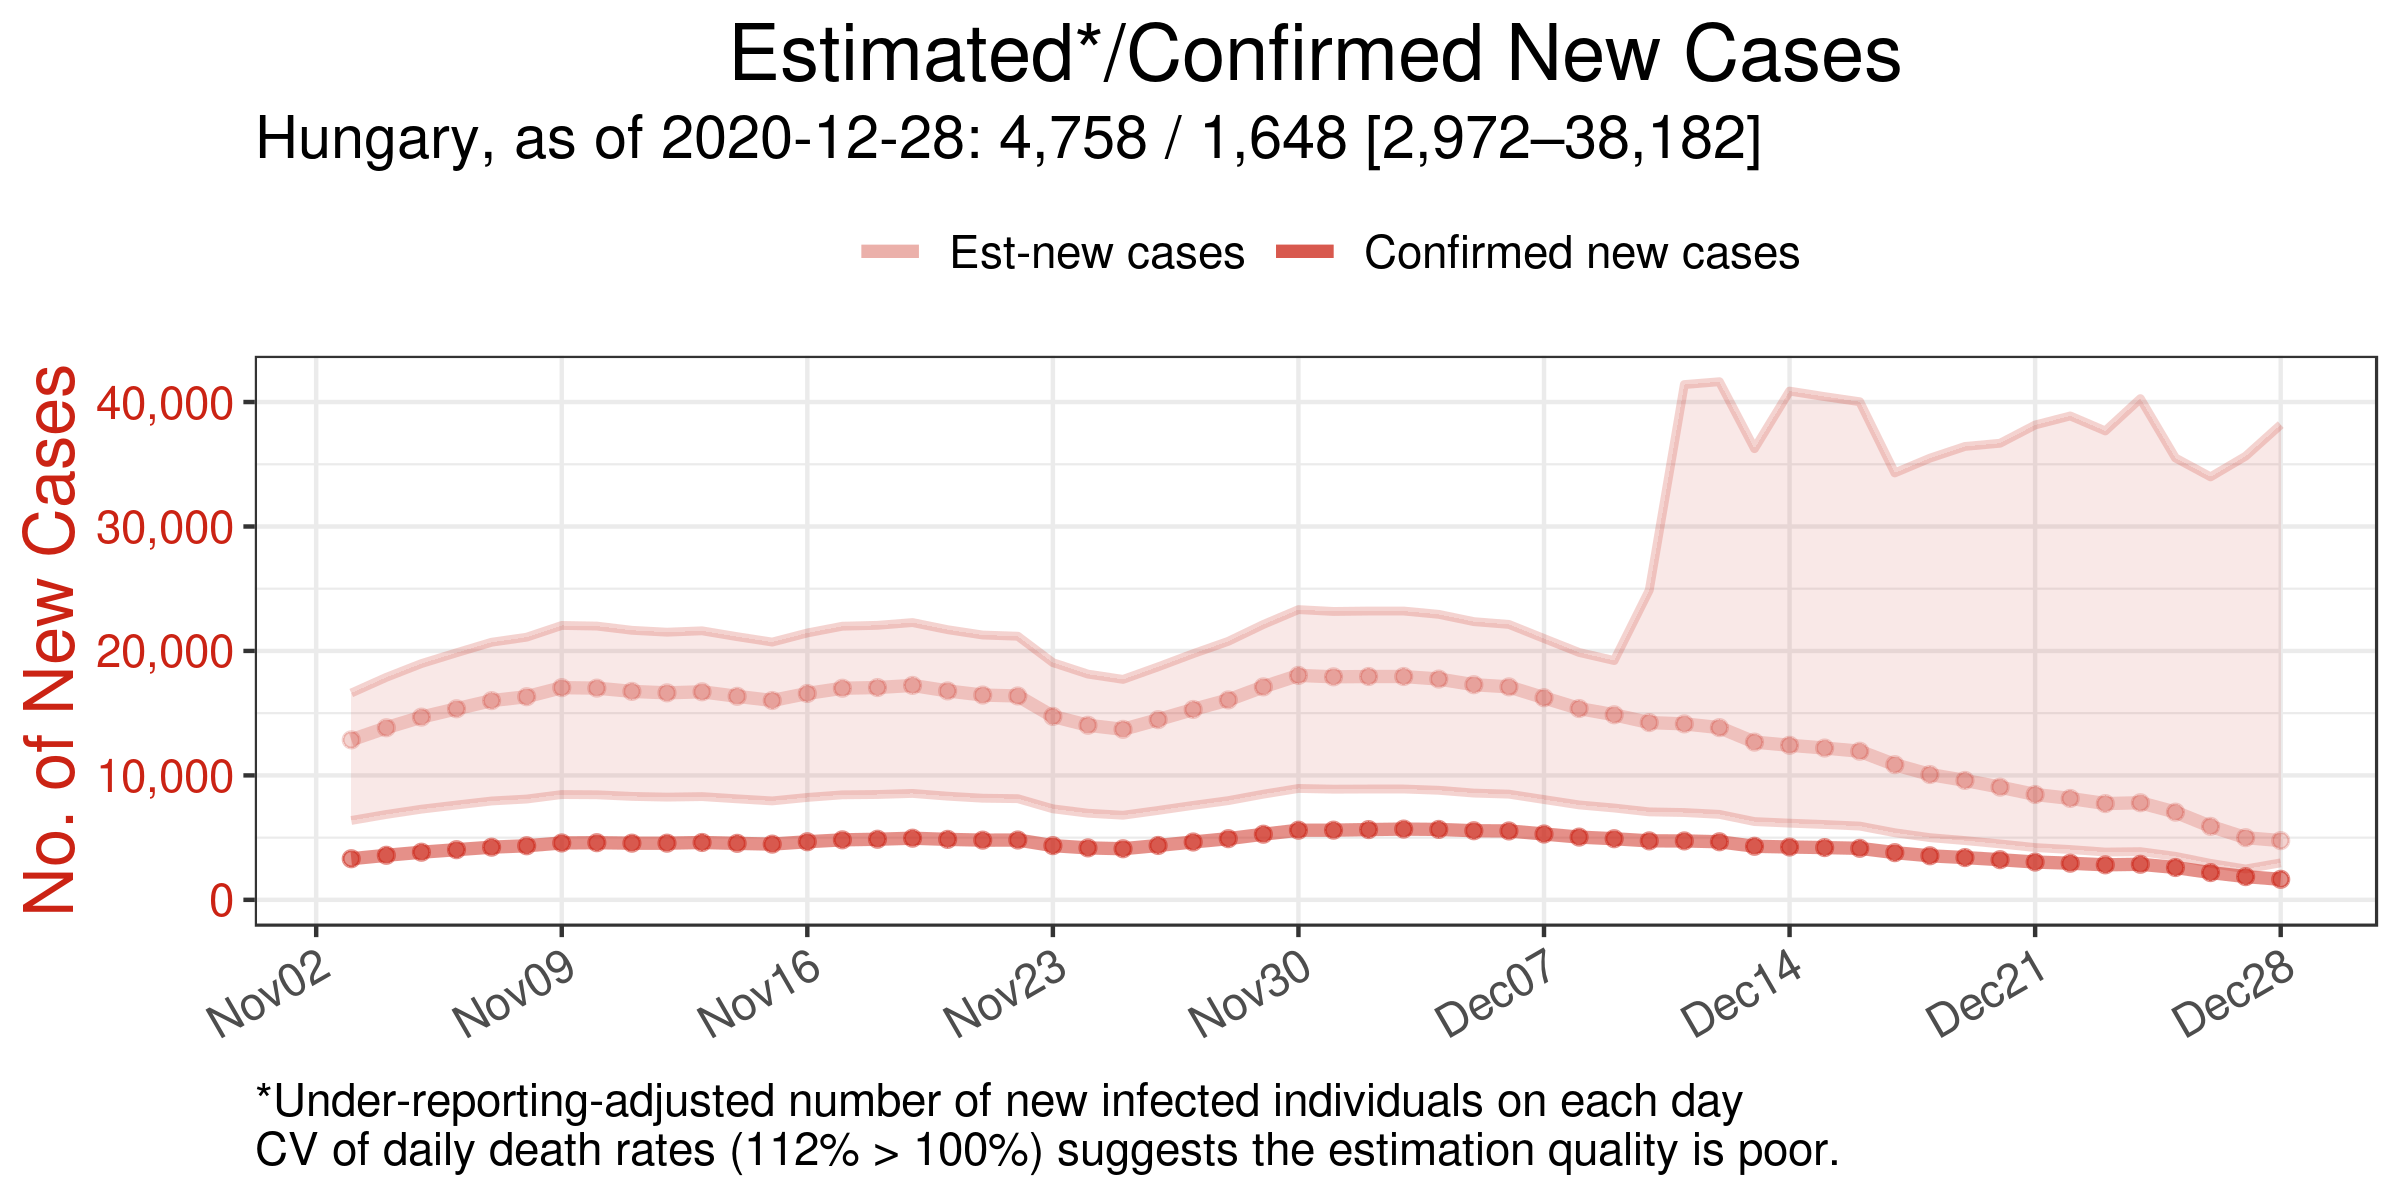 Estimated*/Confirmed New Cases
Hungary, as of 2020-12-28: 4,758 / 1,648 [2,972–38,182]
Est-new cases
Confirmed new cases
No. of New Cases
40,000
30,000
20,000
10,000
0
Nov02
Nov09
Nov16
Nov23
Nov30
Dec07
Dec14
Dec21
Dec28
*Under-reporting-adjusted number of new infected individuals on each day
CV of daily death rates (112% > 100%) suggests the estimation quality is poor.